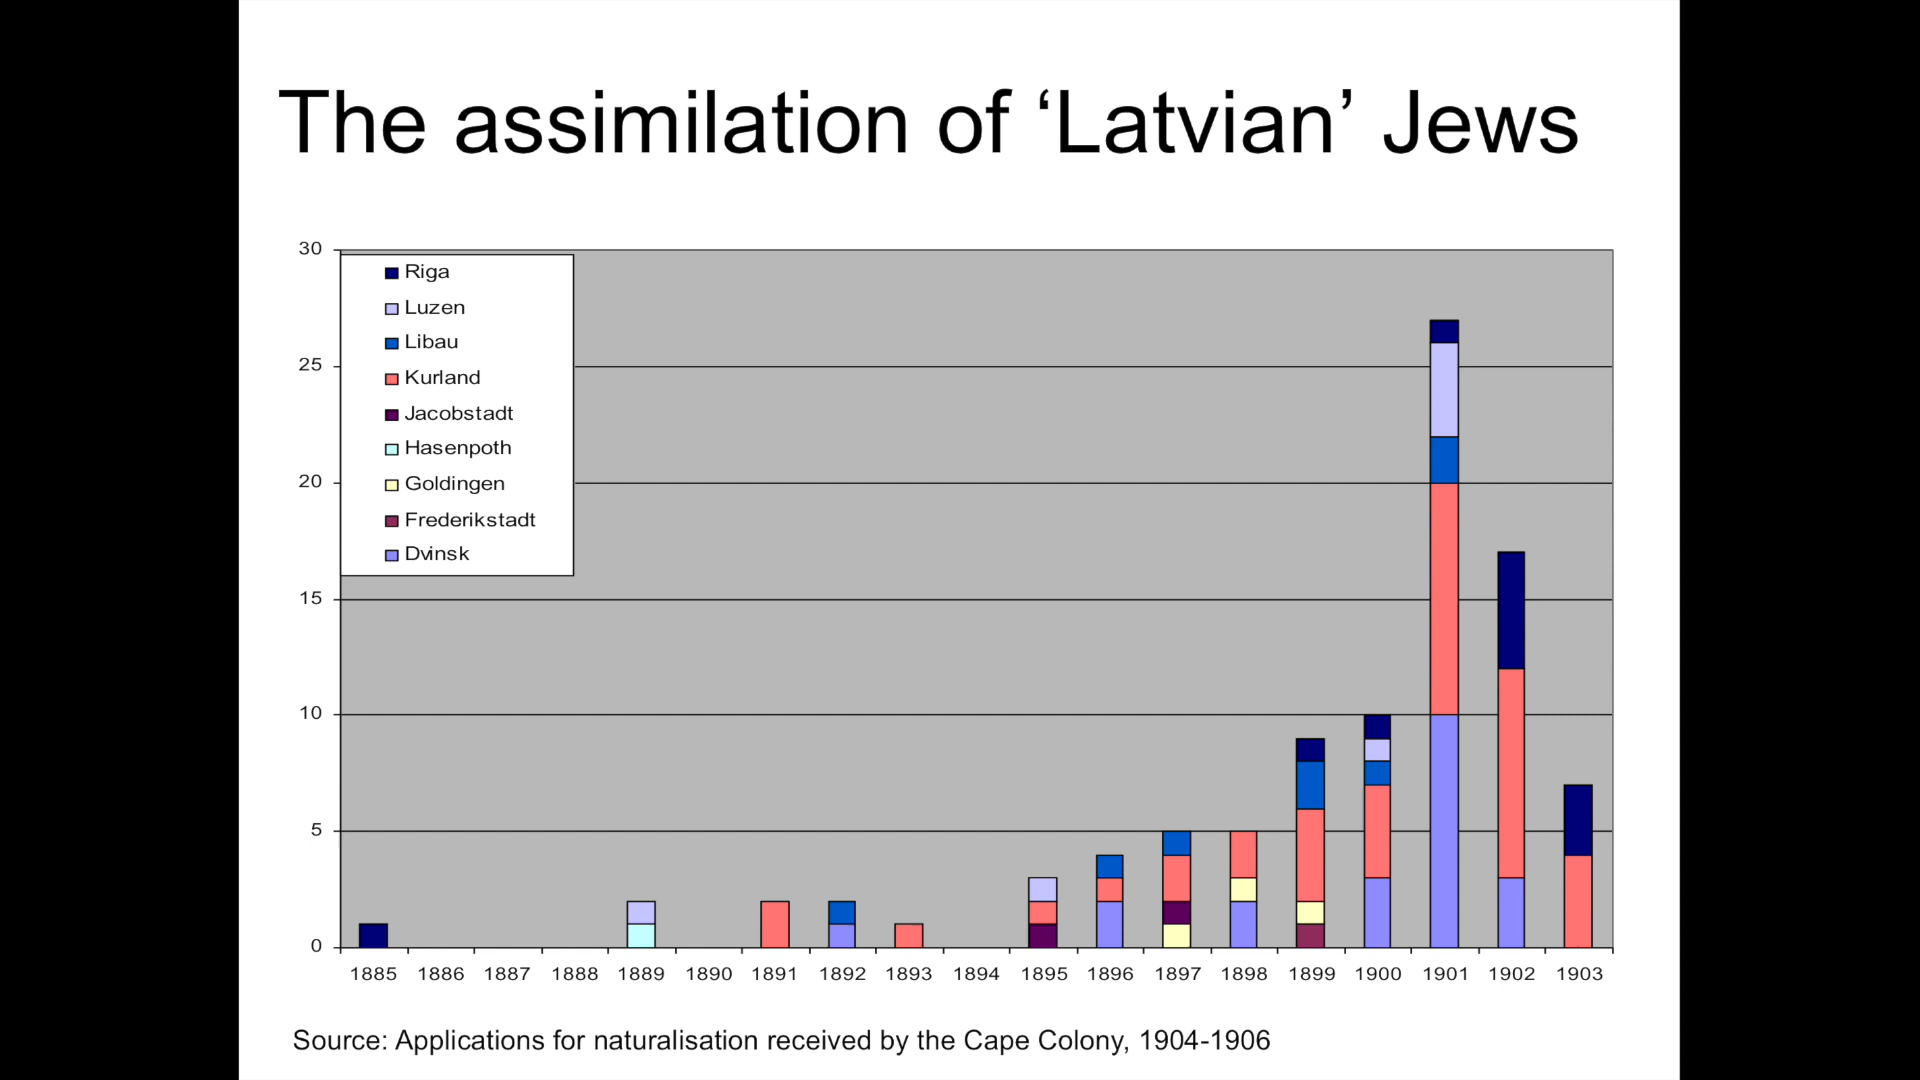 The assimilation of ‘Latvian’ Jews
30
25
20
15
10
5
0
Riga
Luzen
Libau
Kurland
Jacobstadt
Hasenpoth
Goldingen
Frederikstadt
Dvinsk
1885 1886 1887 1888 1889 1890 1891 1892 1893 1894 1895 1896 1897 1898 1899 1900 1901 1902 1903
Source: Applications for naturalisation received by the Cape Colony, 1904-1906